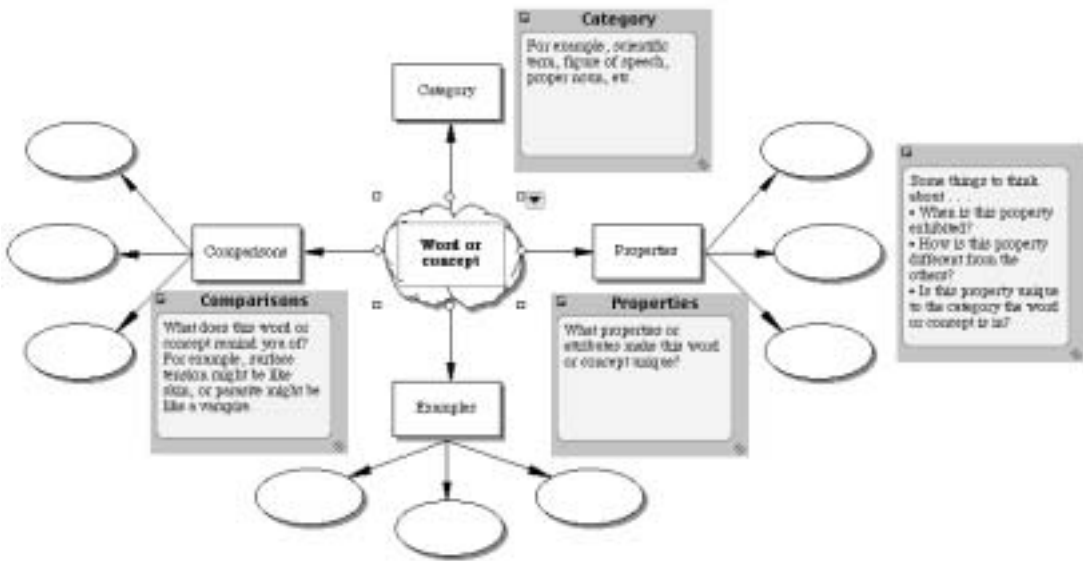 Category
For example, scientific
term, figure of speech,
proper noun, etc.
Category
Some things to think
about . . .
• When is this property
exhibited?
• How is this property
different from the
others?
• Is this property unique
to the category the word
or concept is in?
Comparisons
Word or
concept
Properties
Comparisons
What does this word or
concept remind you of?
For example, surface
tension might be like
skin, or parasite might be
like a vampire.
Properties
What properties or
attributes make this word
or concept unique?
Examples